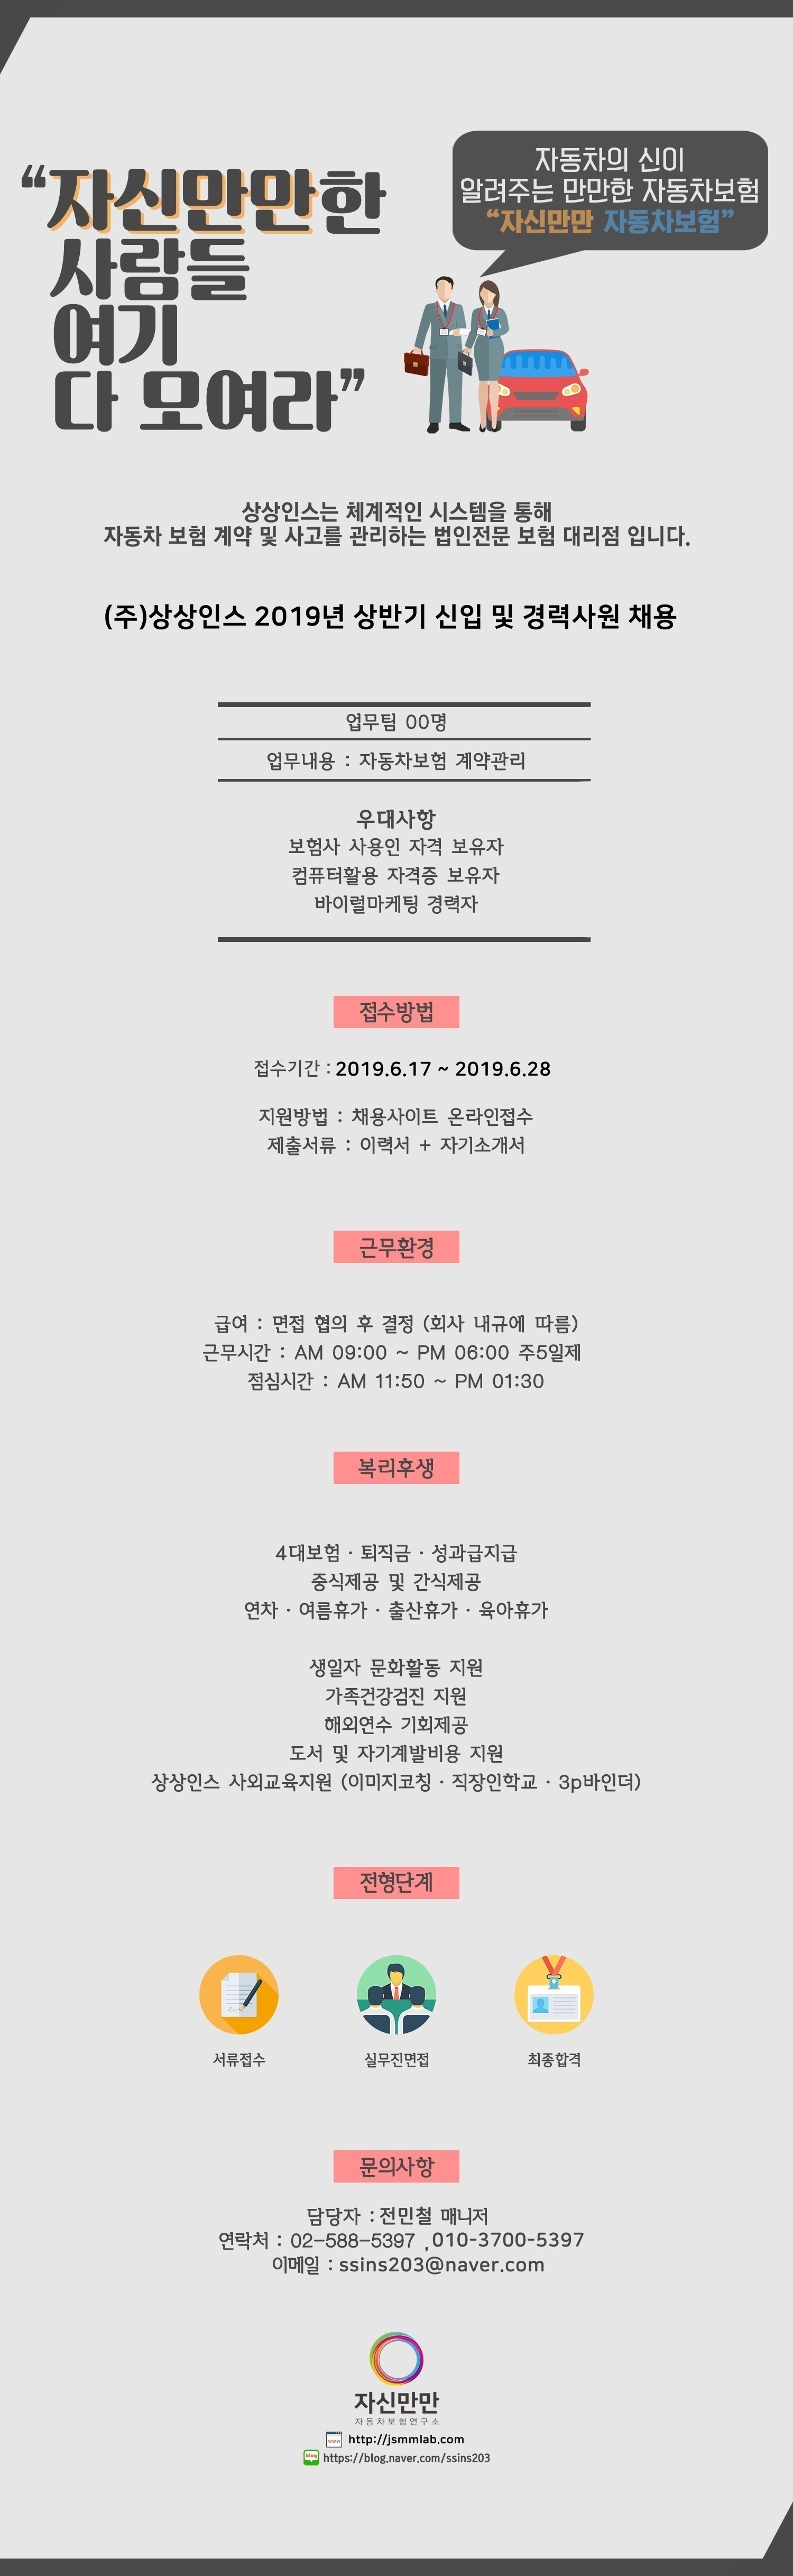 “자신만만한
사람들
여기
다 모여라”
자동차의 신이
알려주는 만만한 자동차보험
“자신만만 자동차보험”
상상인스는 체계적인 시스템을 통해
자동차 보험 계약 및 사고를 관리하는 법인전문 보험 대리점 입니다.
(주)상상인스 2019년 상반기 신입 및 경력사원 채용
업무팀 00명
업무내용 : 자동차보험 계약관리
우대사항
보험사 사용인 자격 보유자
컴퓨터활용 자격증 보유자
바이럴마케팅 경력자
접수방법
접수기간 : 2019.6.17 ~ 2019.6.28
지원방법 : 채용사이트 온라인접수
제출서류 : 이력서 + 자기소개서
근무환경
급여 : 면접 협의 후 결정 (회사 내규에 따름)
근무시간 : AM 09:00 ~ PM 06:00 주5일제
점심시간 : AM 11:50 ~ PM 01:30
복리후생
4대보험 · 퇴직금 · 성과급지급
중식제공 및 간식제공
연차 · 여름휴가 · 출산휴가 · 육아휴가
생일자 문화활동 지원
가족건강검진 지원
해외연수 기회제공
도서 및 자기계발비용 지원
상상인스 사외교육지원 (이미지코칭 · 직장인학교 · 3p바인더)
전형단계
서류접수
실무진면접
최종합격
문의사항
담당자 : 전민철 매니저
연락처 : 02-588-5397 ,010-3700-5397
이메일 : ssins203@naver.com
자신만만
자동차보험연구소
www http://jsmmlab.com
blog https://blog.naver.com/ssins203